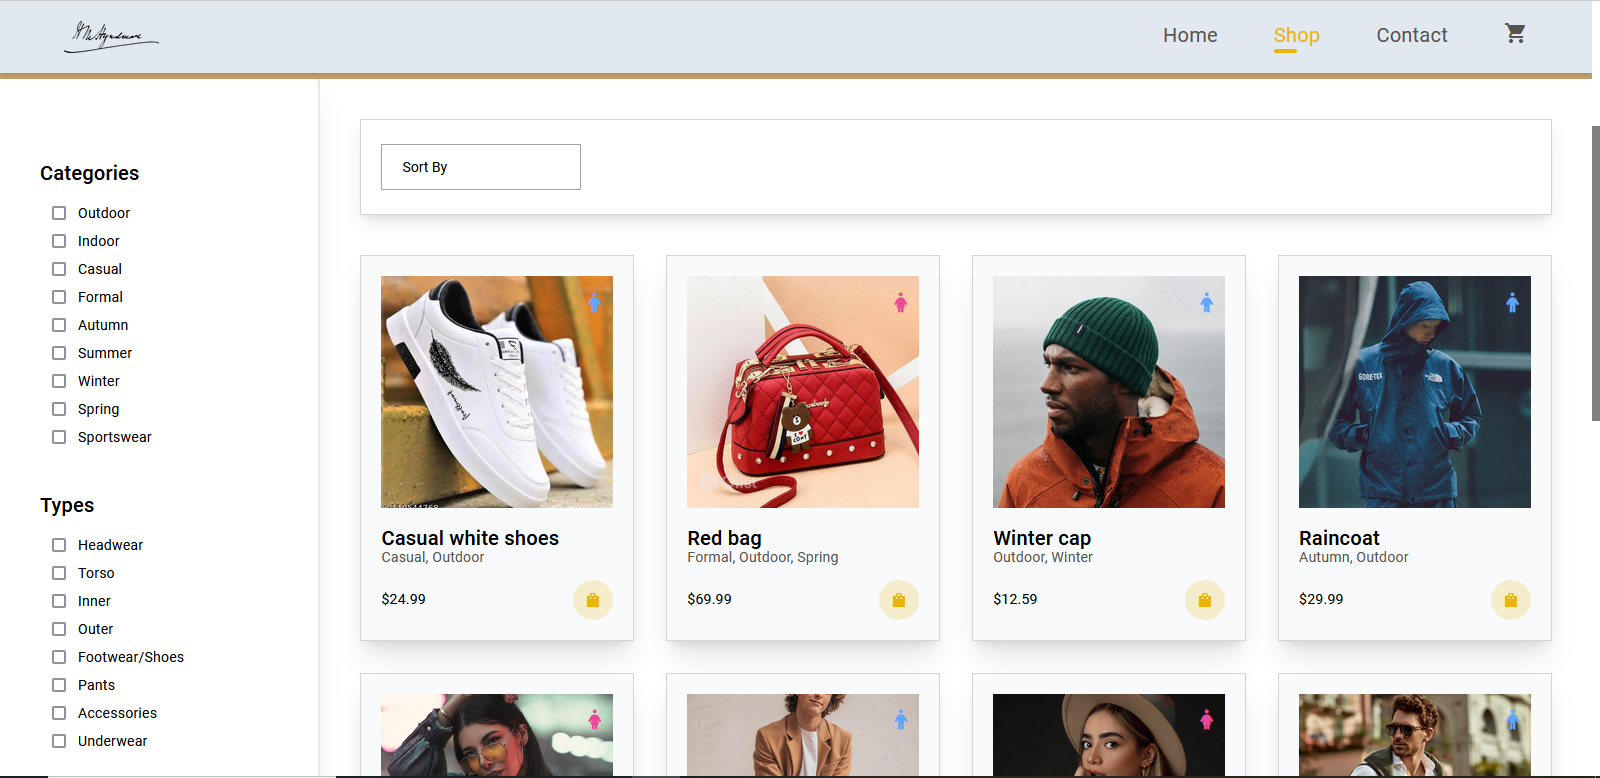 Home
Shop
Contact
Categories
Outdoor
Indoor
Casual
Formal
Autumn
Summer
Winter
Spring
Sportswear
Types
Headwear
Torso
Inner
Outer
Footwear/Shoes
Pants
Accessories
Underwear
Sort By
Casual white shoes
Casual, Outdoor
$24.99
Red bag
Formal, Outdoor, Spring
$69.99
Winter cap
Outdoor, Winter
$12.59
GORE-TEX
Raincoat
Autumn, Outdoor
$29.99